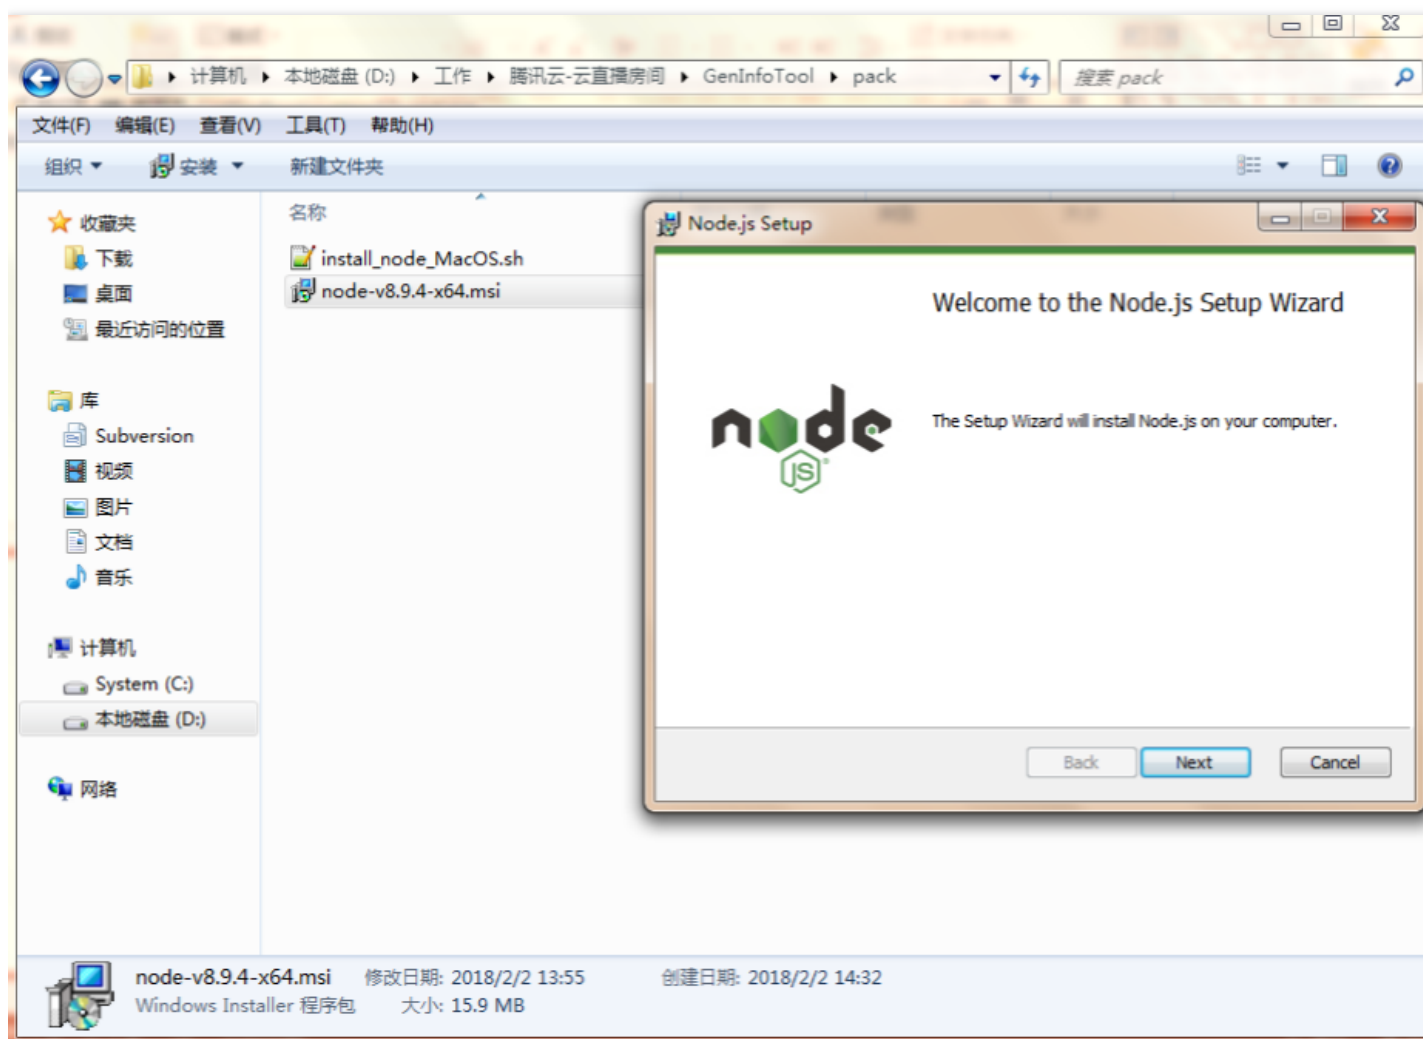 计算机 本地磁盘 (D:) 工作 腾讯云-云直播房间 GenInfoTool pack 搜索 pack
文件(F) 编辑(E) 查看(V) 工具(T) 帮助(H)
组织 安装 新建文件夹
收藏夹
下载
桌面
最近访问的位置
库
Subversion
视频
图片
文档
音乐
计算机
System (C:)
本地磁盘 (D:)
网络
名称
install_node_MacOS.sh
node-v8.9.4-x64.msi
Node.js Setup
Welcome to the Node.js Setup Wizard
node
JS
The Setup Wizard will install Node.js on your computer.
Back Next Cancel
node-v8.9.4-x64.msi 修改日期: 2018/2/2 13:55 创建日期: 2018/2/2 14:32
Windows Installer 程序包 大小: 15.9 MB